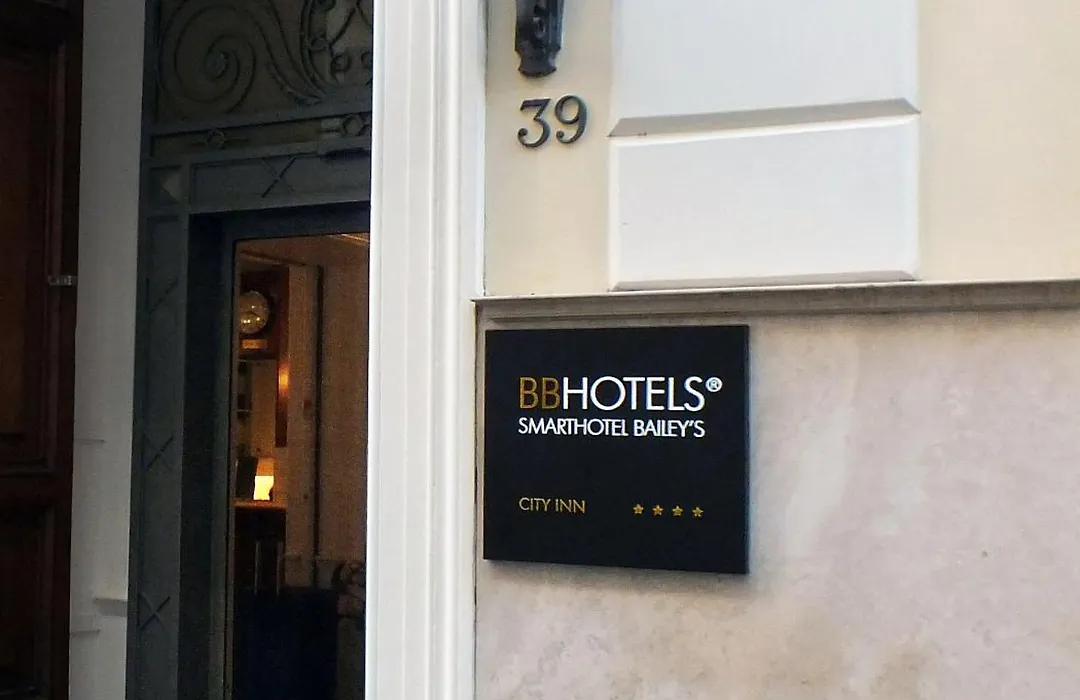 39
BBHOTELS®
SMARTHOTEL BAILEY'S
CITY INN ★★★★